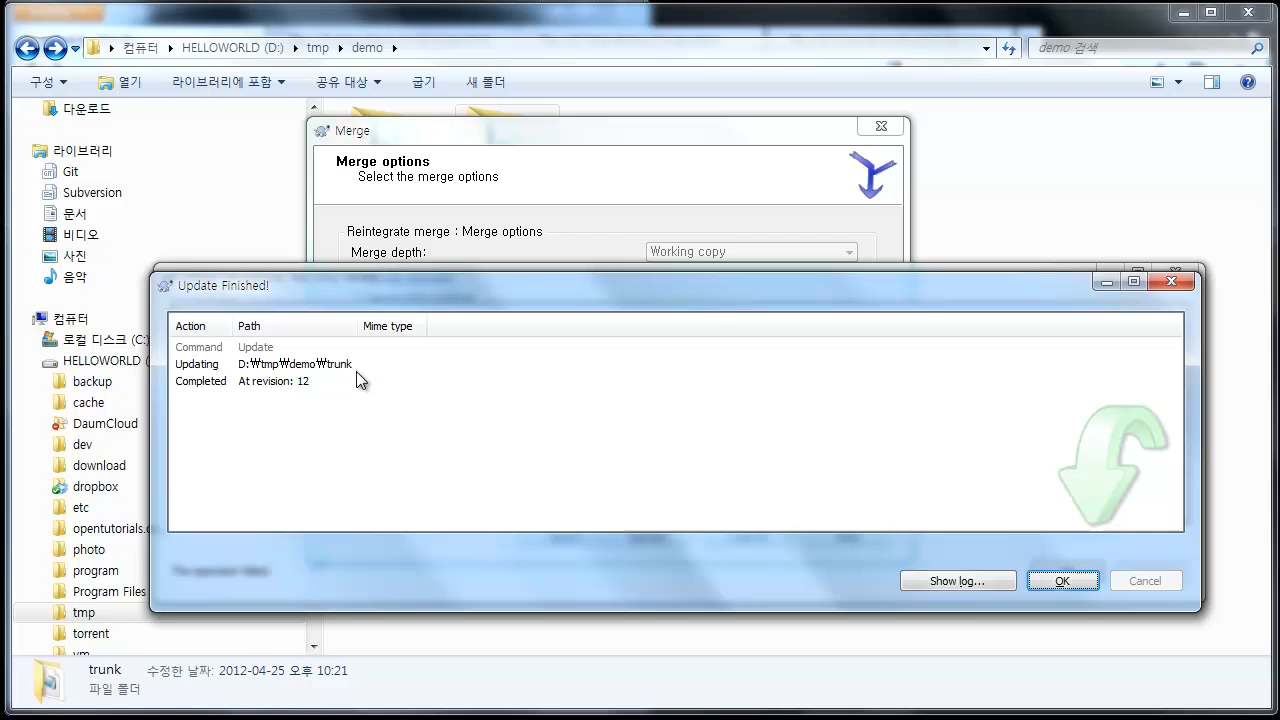 컴퓨터 HELLOWORLD (D:) tmp demo
demo 검색
구성 열기 라이브러리에 포함 공유 대상 굽기 새 폴더
다운로드
라이브러리
Git
Subversion
문서
비디오
사진
음악
컴퓨터
로컬 디스크 (C:
HELLOWORLD (
backup
cache
DaumCloud
dev
download
dropbox
etc
opentutorials.
photo
program
Program Files
tmp
torrent
vm
Merge
Merge options
Select the merge options
Reintegrate merge : Merge options
Merge depth: Working copy
Update Finished!
Action Path Mime type
Command Update
Updating D:₩tmp₩demo₩trunk
Completed At revision: 12
Show log... OK Cancel
trunk 수정한 날짜: 2012-04-25 오후 10:21
파일 폴더